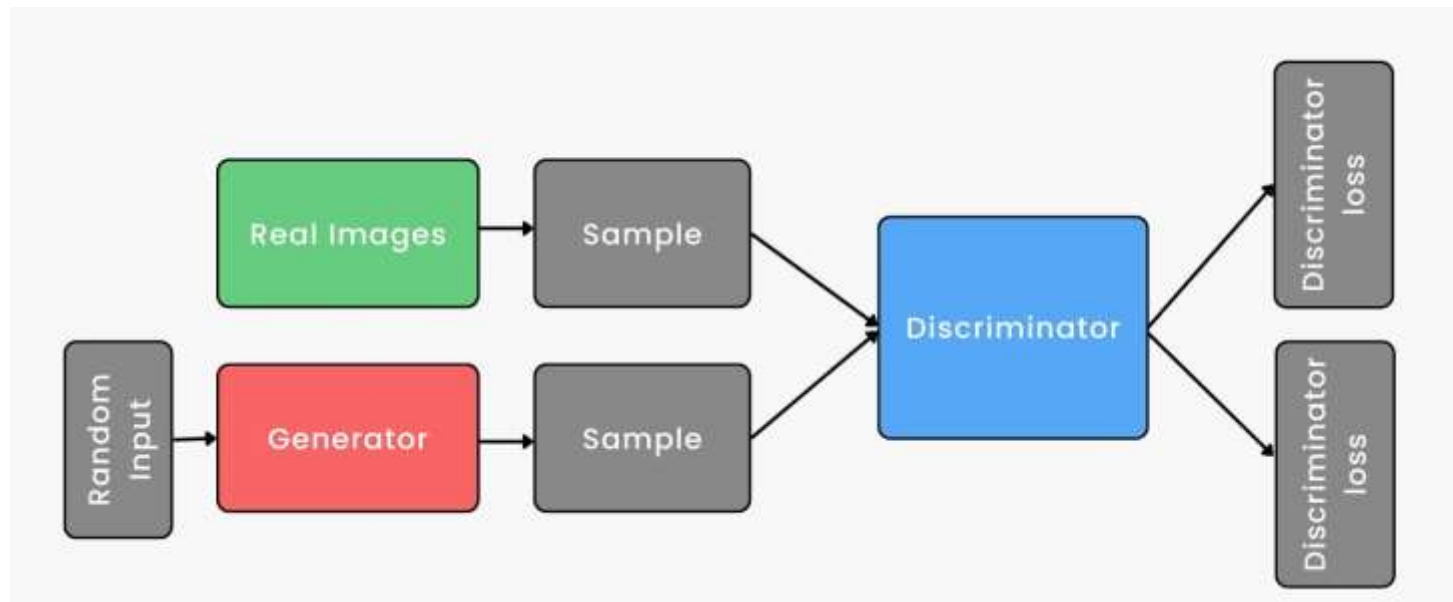 Real Images
Sample
Random
Input
Generator
Sample
Discriminator
Discriminator
loss
Discriminator
loss